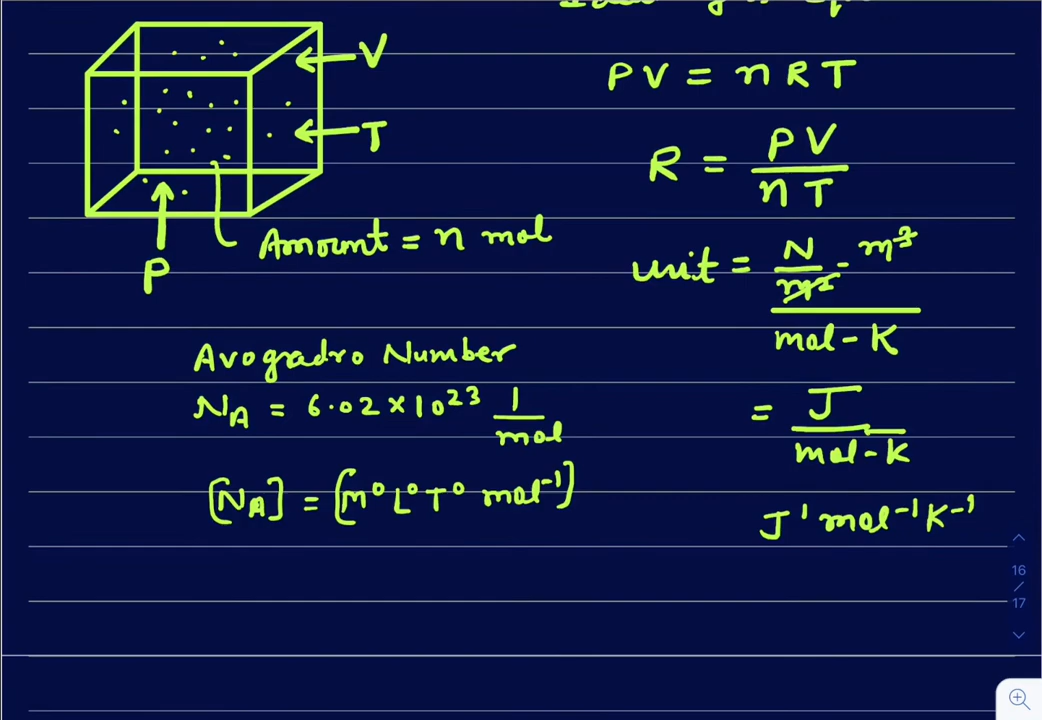 V
T
P
Amount = n mol
Avogradro Number
N_A = 6.02 × 10²³ 1/mol
[N_A] = [M⁰ L⁰ T⁰ mol⁻¹]
PV = nRT
R = PV/nT
unit = N/m² - m³ / mol-K
= J/mol-K
J¹ mol⁻¹ K⁻¹
16
/
17